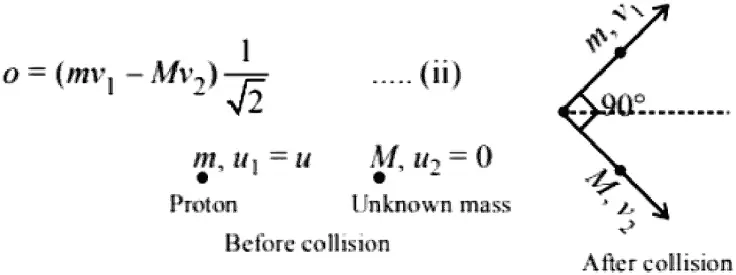 o = (mv₁ – Mv₂) 1/√2 ..... (ii)
m, u₁ = u M, u₂ = 0
Proton Unknown mass
Before collision
m, v₁
90°
M, v₂
After collision